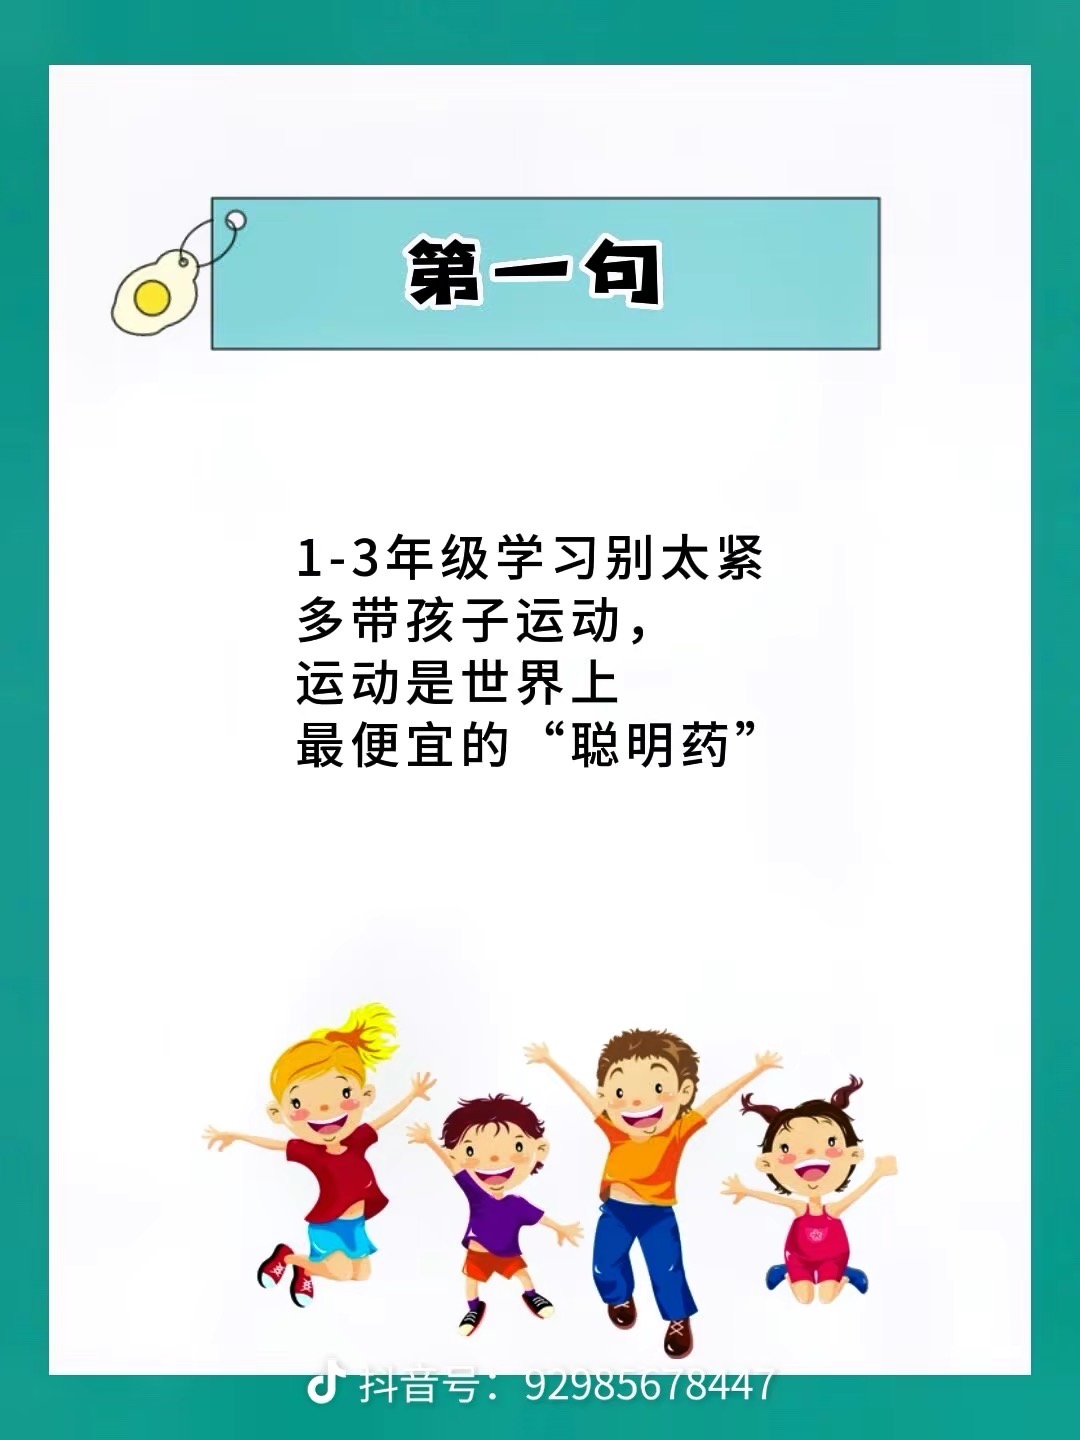 第一句
1-3年级学习别太紧
多带孩子运动，
运动是世界上
最便宜的“聪明药”
抖音号：92985678447